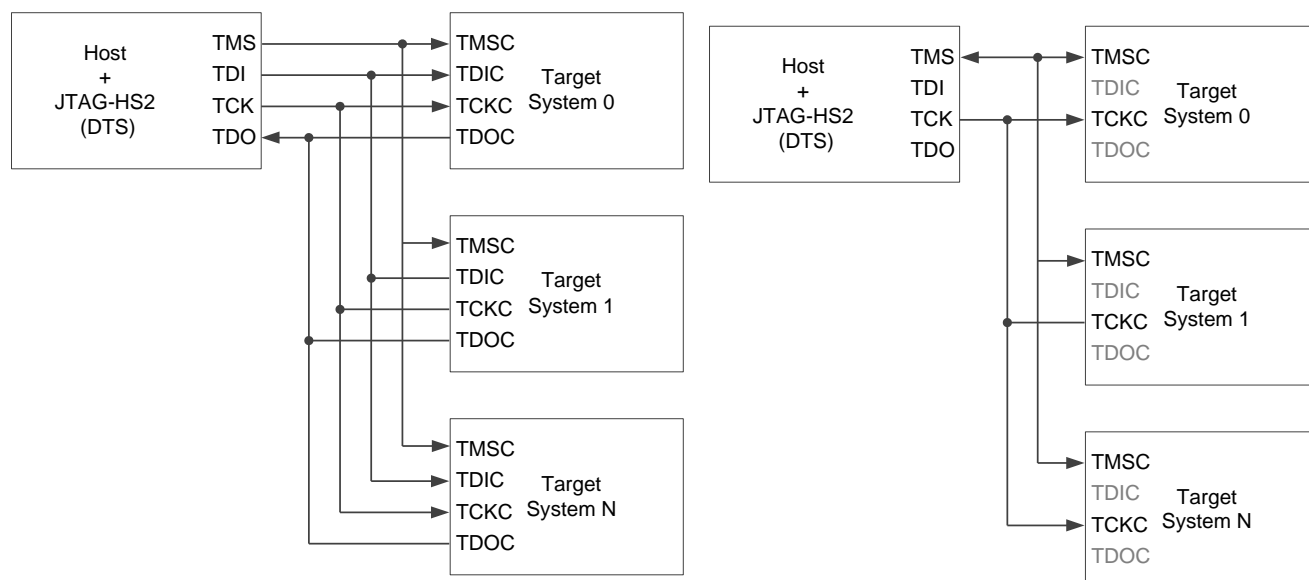 Host
+
JTAG-HS2
(DTS)
TMS
TDI
TCK
TDO
TMSC
TDIC
TCKC
TDOC
Target
System 0
TMSC
TDIC
TCKC
TDOC
Target
System 1
TMSC
TDIC
TCKC
TDOC
Target
System N
Host
+
JTAG-HS2
(DTS)
TMS
TDI
TCK
TDO
TMSC
TDIC
TCKC
TDOC
Target
System 0
TMSC
TDIC
TCKC
TDOC
Target
System 1
TMSC
TDIC
TCKC
TDOC
Target
System N